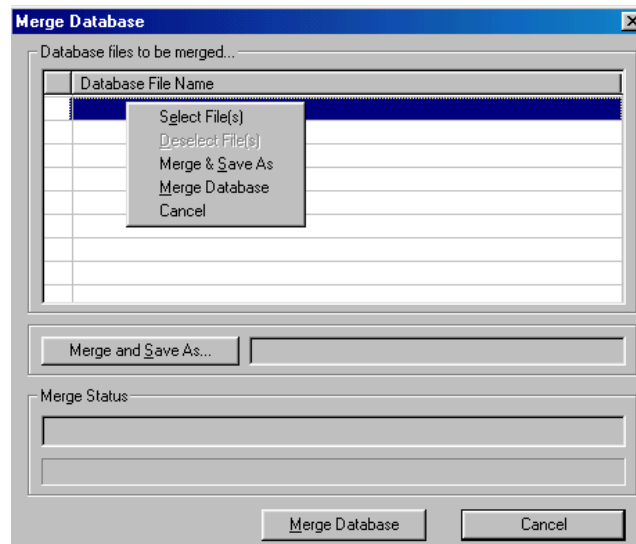 Merge Database
Database files to be merged...
Database File Name
Select File(s)
Deselect File(s)
Merge & Save As
Merge Database
Cancel
Merge and Save As...
Merge Status
Merge Database
Cancel